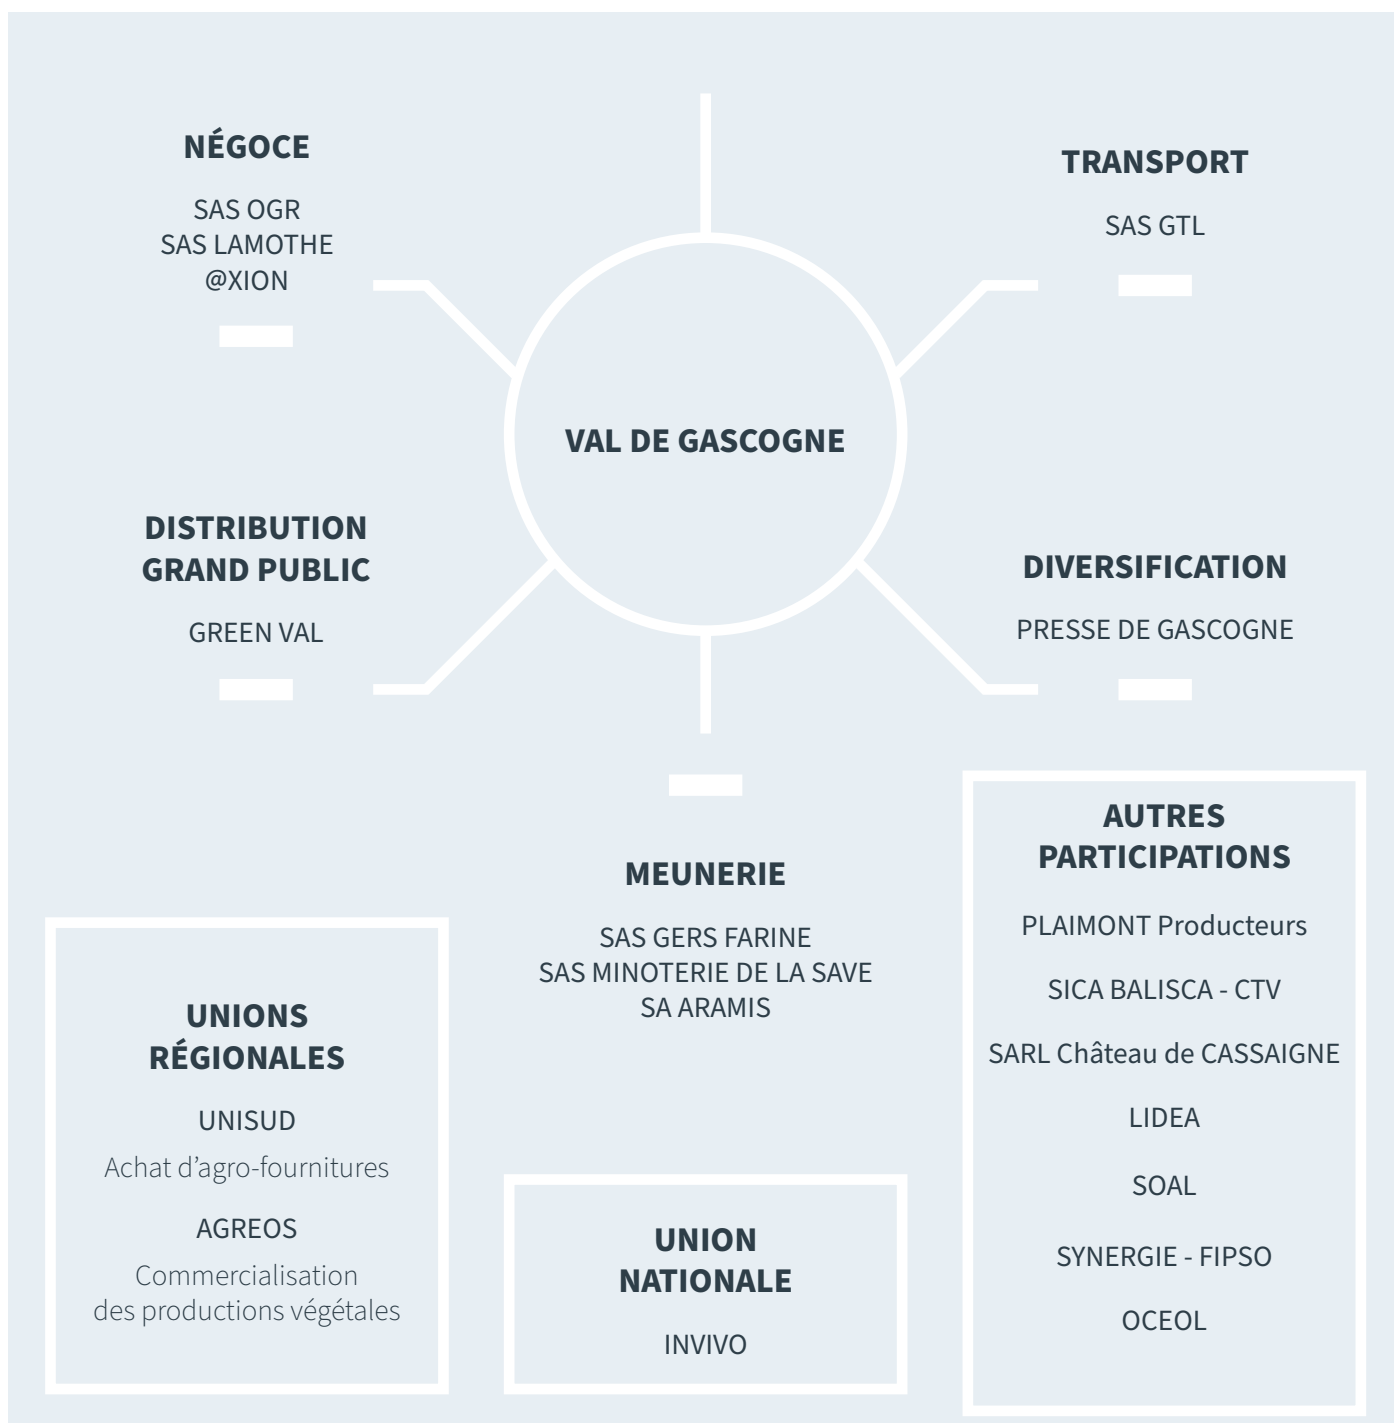 NÉGOCE
SAS OGR
SAS LAMOTHE
@XION
TRANSPORT
SAS GTL
VAL DE GASCOGNE
DISTRIBUTION
GRAND PUBLIC
GREEN VAL
DIVERSIFICATION
PRESSE DE GASCOGNE
MEUNERIE
SAS GERS FARINE
SAS MINOTERIE DE LA SAVE
SA ARAMIS
UNIONS
RÉGIONALES
UNISUD
Achat d’agro-fournitures
AGREOS
Commercialisation
des productions végétales
UNION
NATIONALE
INVIVO
AUTRES
PARTICIPATIONS
PLAIMONT Producteurs
SICA BALISCA - CTV
SARL Château de CASSAIGNE
LIDEA
SOAL
SYNERGIE - FIPSO
OCEOL